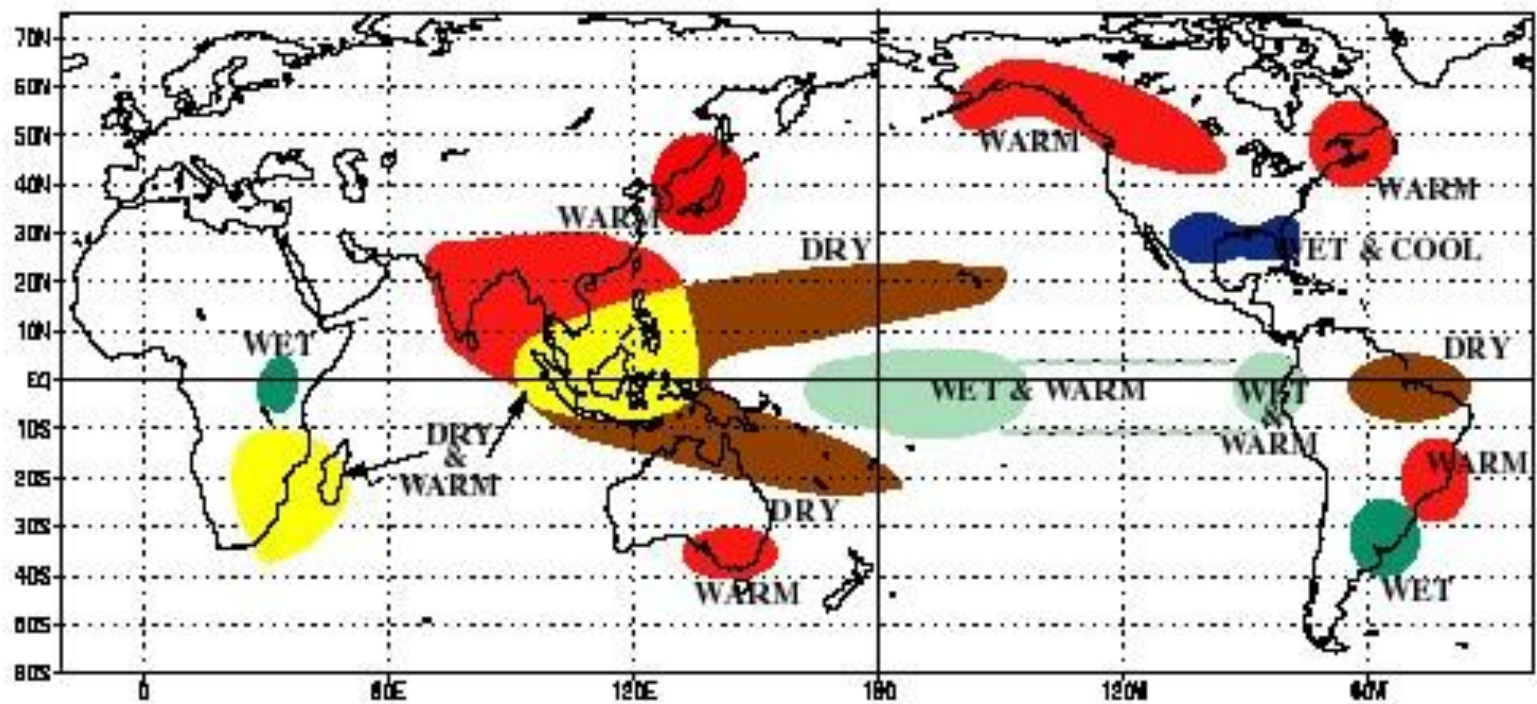 70N
60N
50N
40N
30N
20N
10N
EQ
10S
20S
30S
40S
50S
60S
WARM
WARM
WARM
DRY
WET & COOL
WET
DRY
WET & WARM
WET
&
WARM
DRY
&
WARM
WARM
DRY
WARM
WET
0
60E
120E
180
120W
60W